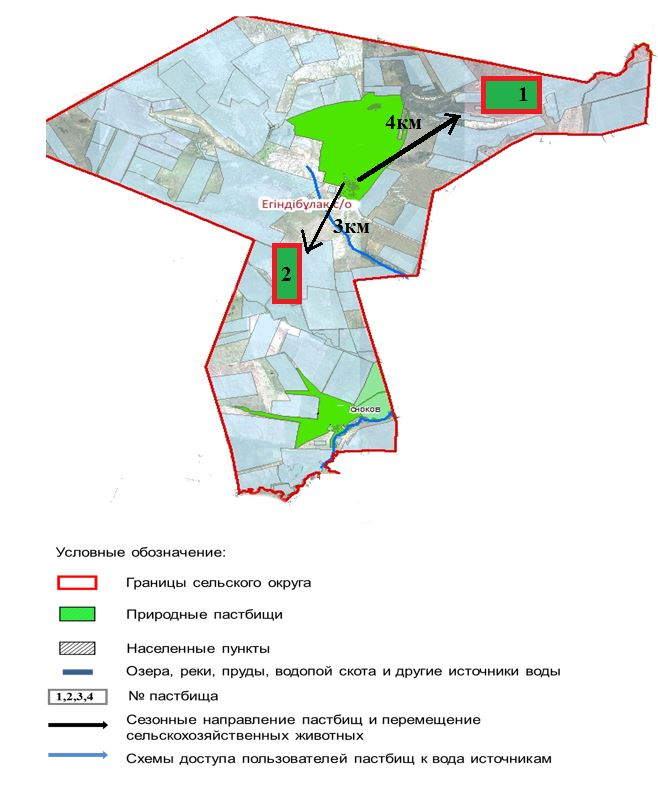 1
4км
Егіндібұлак с/о
3км
2
сноков
Условные обозначение:
Границы сельского округа
Природные пастбищи
Населенные пункты
Озера, реки, пруды, водопой скота и другие источники воды
1,2,3,4 № пастбища
Сезонные направление пастбищ и перемещение
сельскохозяйственных животных
Схемы доступа пользователей пастбищ к вода источникам